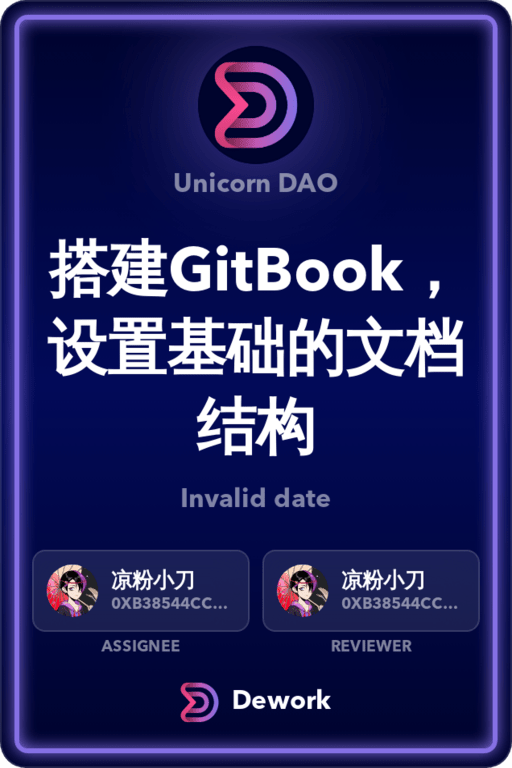 Unicorn DAO
搭建GitBook，
设置基础的文档
结构
Invalid date
凉粉小刀
0XB38544CC...
凉粉小刀
0XB38544CC...
ASSIGNEE
REVIEWER
Dework